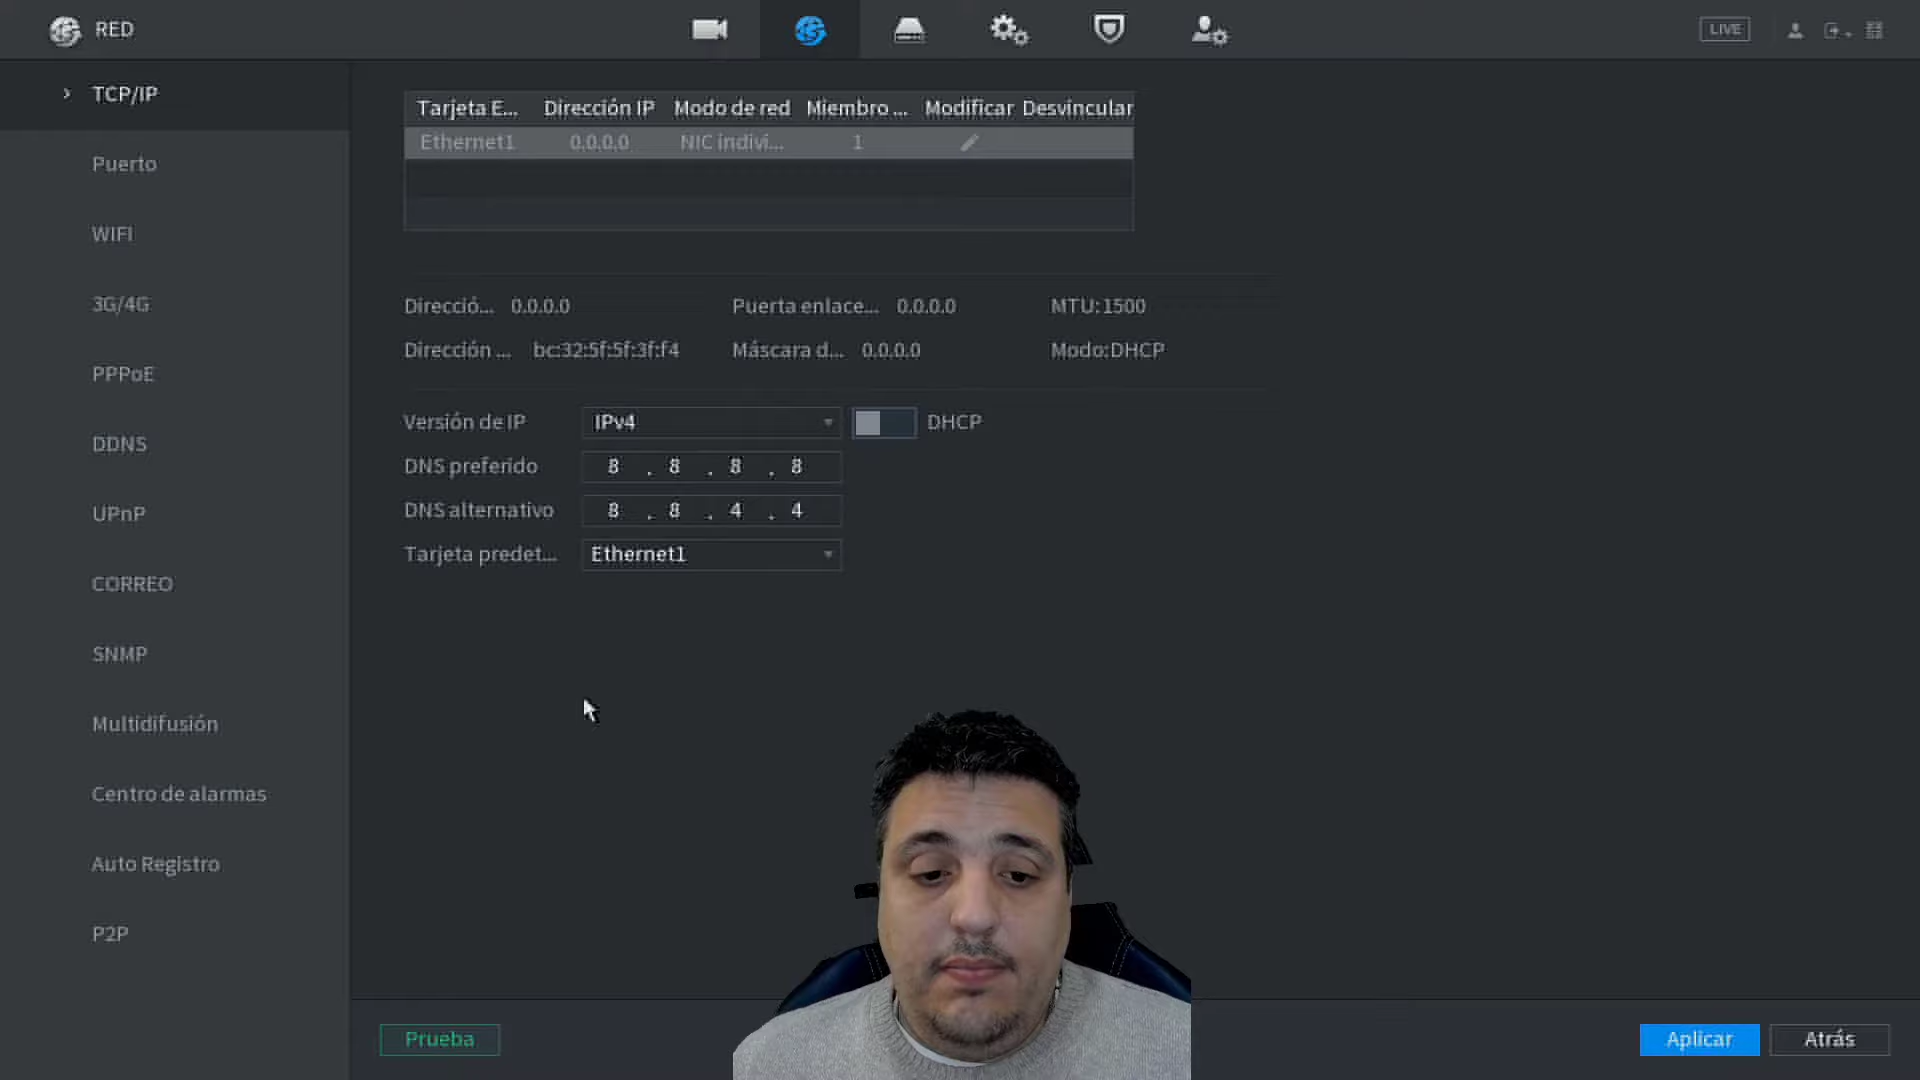 RED
LIVE
TCP/IP
Puerto
WIFI
3G/4G
PPPoE
DDNS
UPnP
CORREO
SNMP
Multidifusión
Centro de alarmas
Auto Registro
P2P
Tarjeta E... Dirección IP Modo de red Miembro ... Modificar Desvincular
Ethernet1 0.0.0.0 NIC indivi... 1
Direcció... 0.0.0.0 Puerta enlace... 0.0.0.0 MTU:1500
Dirección ... bc:32:5f:5f:3f:f4 Máscara d... 0.0.0.0 Modo:DHCP
Versión de IP IPv4 DHCP
DNS preferido 8 . 8 . 8 . 8
DNS alternativo 8 . 8 . 4 . 4
Tarjeta predet... Ethernet1
Prueba Aplicar Atrás